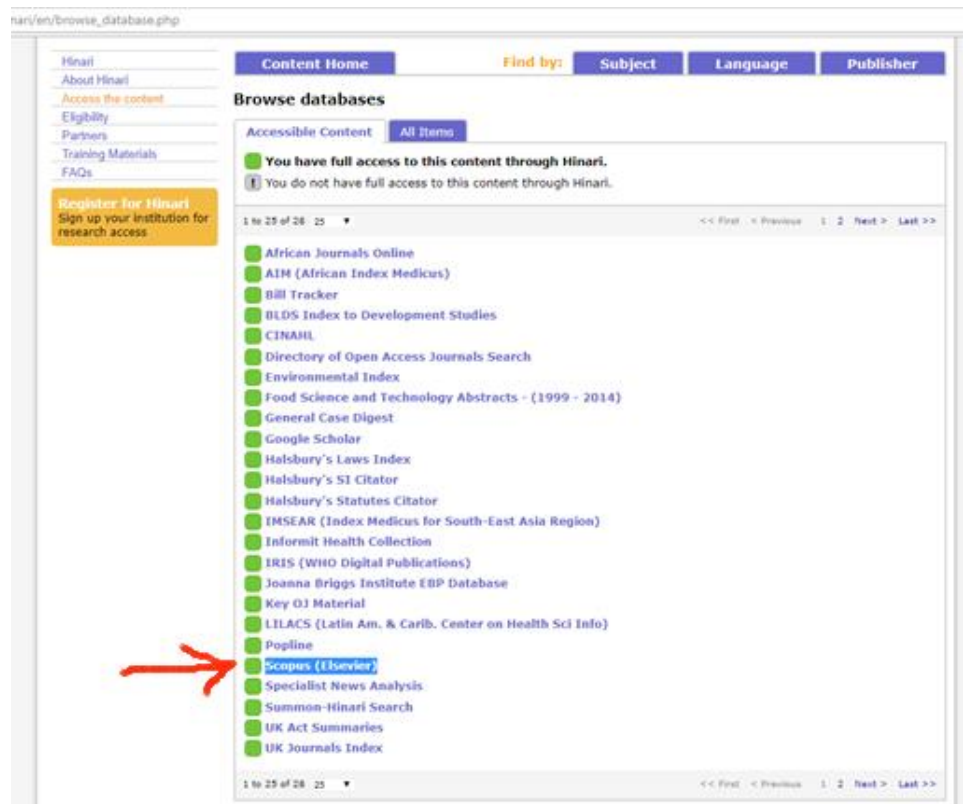 nari/en/browse_database.php
Hinari
About Hinari
Access the content
Eligibility
Partners
Training Materials
FAQs
Register for Hinari
Sign up your institution for
research access
Content Home
Find by:
Subject
Language
Publisher
Browse databases
Accessible Content
All Items
You have full access to this content through Hinari.
! You do not have full access to this content through Hinari.
1 to 25 of 28 25 ▼ << First < Previous 1 2 Next > Last >>
African Journals Online
AIM (African Index Medicus)
Bill Tracker
BLDS Index to Development Studies
CINAHL
Directory of Open Access Journals Search
Environmental Index
Food Science and Technology Abstracts - (1999 - 2014)
General Case Digest
Google Scholar
Halsbury's Laws Index
Halsbury's SI Citator
Halsbury's Statutes Citator
IMSEAR (Index Medicus for South-East Asia Region)
Informit Health Collection
IRIS (WHO Digital Publications)
Joanna Briggs Institute EBP Database
Key OJ Material
LILACS (Latin Am. & Carib. Center on Health Sci Info)
Popline
Scopus (Elsevier)
Specialist News Analysis
Summon-Hinari Search
UK Act Summaries
UK Journals Index
1 to 25 of 28 25 ▼ << First < Previous 1 2 Next > Last >>